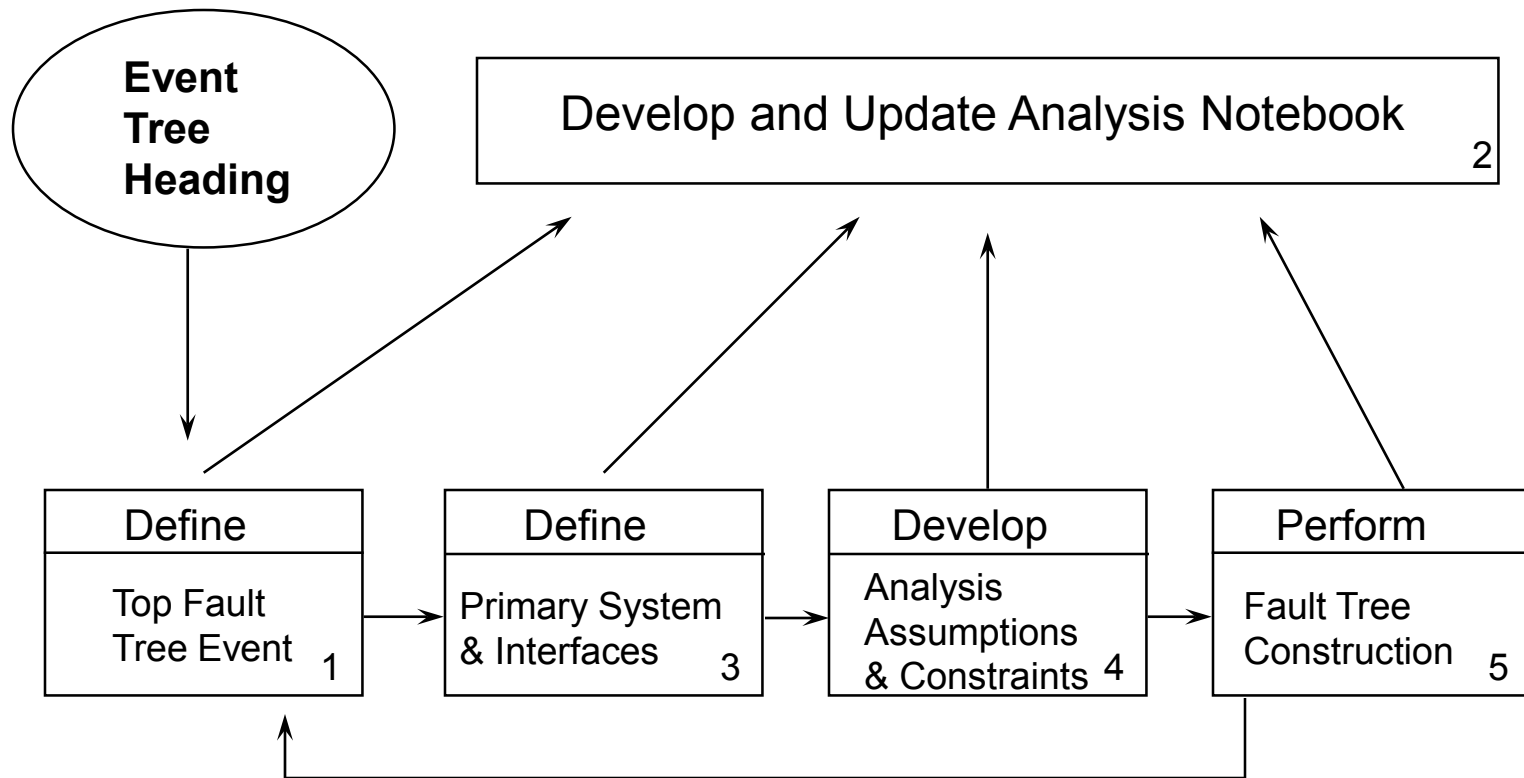 Event
Tree
Heading
Develop and Update Analysis Notebook
2
Define
Top Fault
Tree Event
1
Define
Primary System
& Interfaces
3
Develop
Analysis
Assumptions
& Constraints
4
Perform
Fault Tree
Construction
5